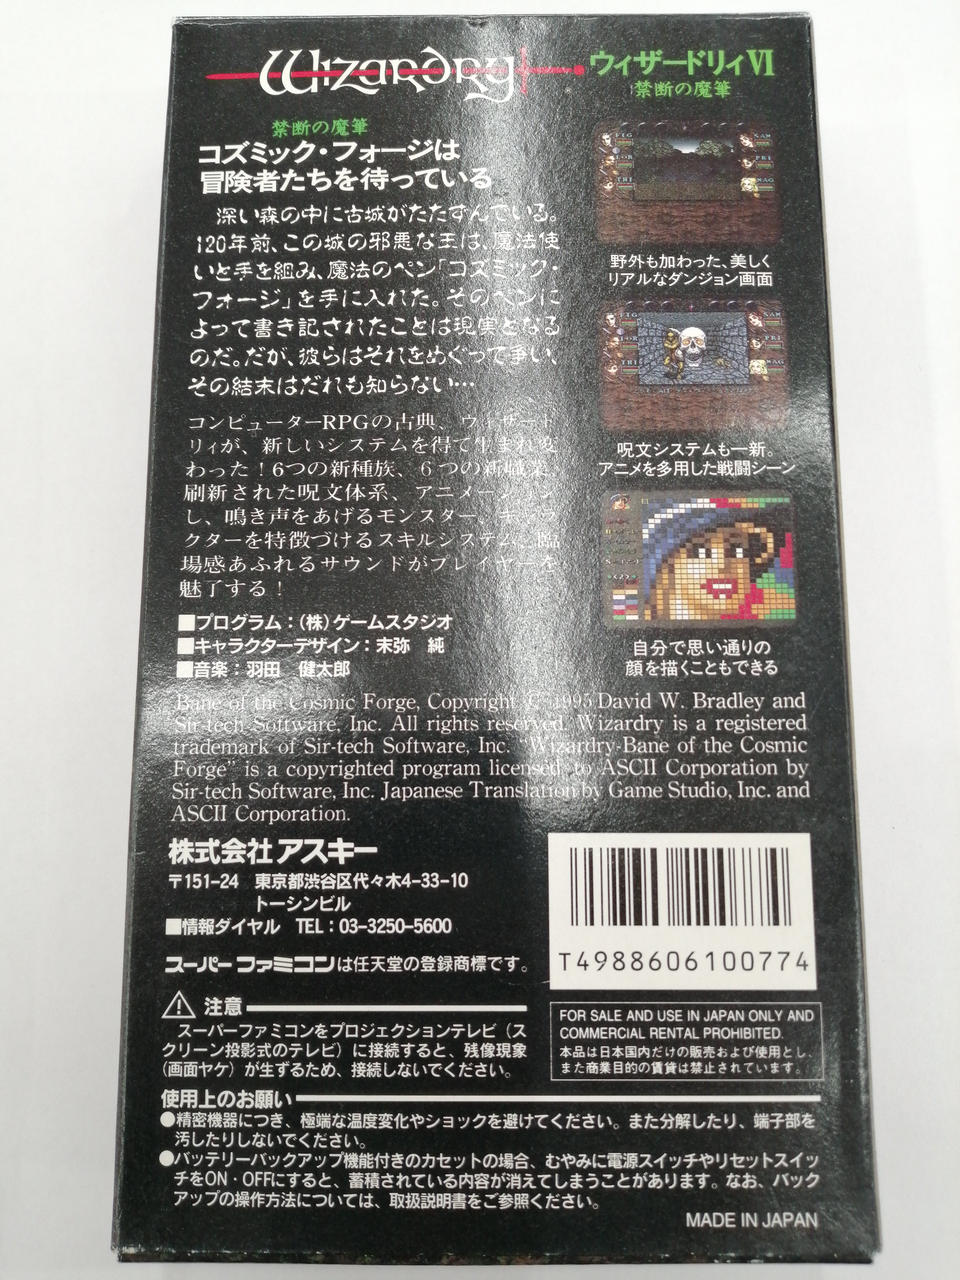 Wizardry
ウィザードリィVI
禁断の魔筆
禁断の魔筆
コズミック・フォージは
冒険者たちを待っている
深い森の中に古城がたたずんている。
120年前、この城の邪悪な王は、魔法使
いと手を組み、魔法のペン「コズミック・
フォージ」を手に入れた。そのペンに
よって書き記されたことは現実となる
のだ。だが、彼らはそれをめぐって争い、
その結末はだれも知らない…
コンピューターRPGの古典、ウィザード
リィが、新しいシステムを得て生まれ変
わった！6つの新種族、6つの新職業、
刷新された呪文体系、アニメーション
し、鳴き声をあげるモンスター、キャラ
クターを特徴づけるスキルシステム、臨
場感あふれるサウンドがプレイヤーを
魅了する！
■プログラム：(株)ゲームスタジオ
■キャラクターデザイン：末弥 純
■音楽：羽田 健太郎
野外も加わった、美しく
リアルなダンジョン画面
呪文システムも一新。
アニメを多用した戦闘シーン
自分で思い通りの
顔を描くこともできる
Bane of the Cosmic Forge, Copyright © 1995 David W. Bradley and
Sir-tech Software, Inc. All rights reserved. Wizardry is a registered
trademark of Sir-tech Software, Inc. "Wizardry-Bane of the Cosmic
Forge" is a copyrighted program licensed to ASCII Corporation by
Sir-tech Software, Inc. Japanese Translation by Game Studio, Inc. and
ASCII Corporation.
株式会社アスキー
〒151-24 東京都渋谷区代々木4-33-10
トーシンビル
■情報ダイヤル TEL：03-3250-5600
スーパーファミコンは任天堂の登録商標です。
T4988606100774
注意
スーパーファミコンをプロジェクションテレビ（ス
クリーン投影式のテレビ）に接続すると、残像現象
(画面ヤケ）が生ずるため、接続しないでください。
FOR SALE AND USE IN JAPAN ONLY AND
COMMERCIAL RENTAL PROHIBITED.
本品は日本国内だけの販売および使用とし、
また商業目的の賃貸は禁止されています。
使用上のお願い
●精密機器につき、極端な温度変化やショックを避けてください。また分解したり、端子部を
汚したりしないでください。
●バッテリーバックアップ機能付きのカセットの場合、むやみに電源スイッチやリセットスイッ
チをON・OFFにすると、蓄積されている内容が消えてしまうことがあります。なお、バック
アップの操作方法については、取扱説明書をご参照ください。
MADE IN JAPAN